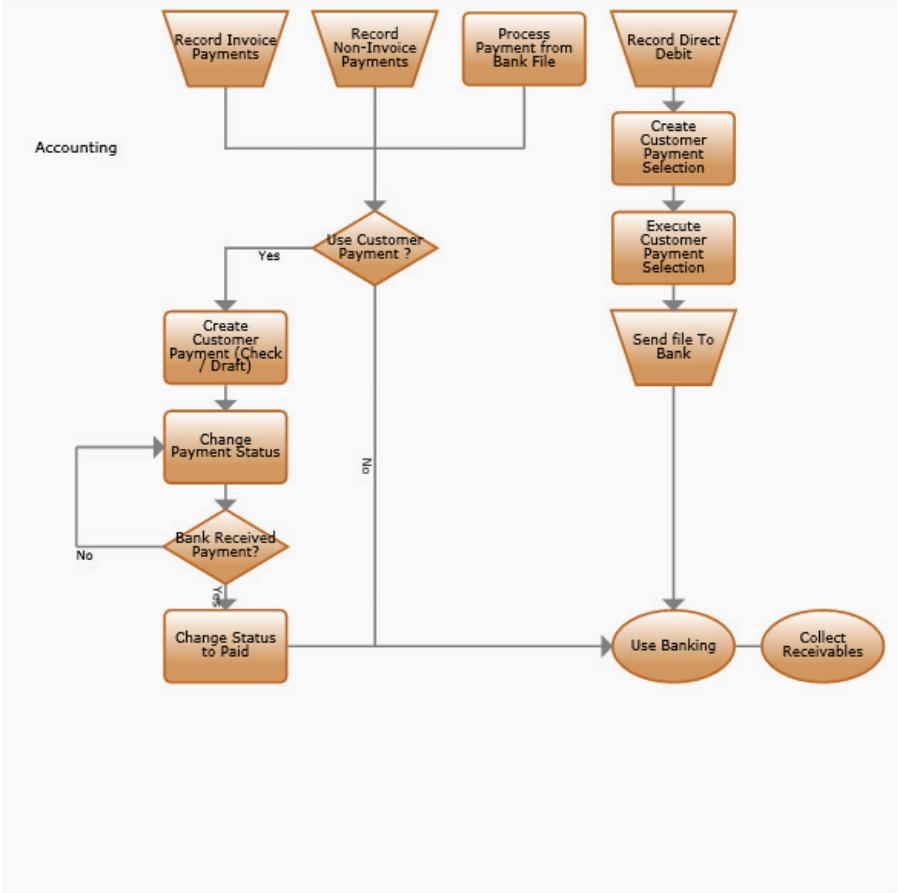 Record Invoice
Payments
Record
Non-Invoice
Payments
Process
Payment from
Bank File
Record Direct
Debit
Accounting
Create
Customer
Payment
Selection
Use Customer
Payment ?
Yes
Execute
Customer
Payment
Selection
Create
Customer
Payment (Check
/ Draft)
Send file To
Bank
Change
Payment Status
No
Bank Received
Payment?
No
Yes
Change Status
to Paid
Use Banking
Collect
Receivables